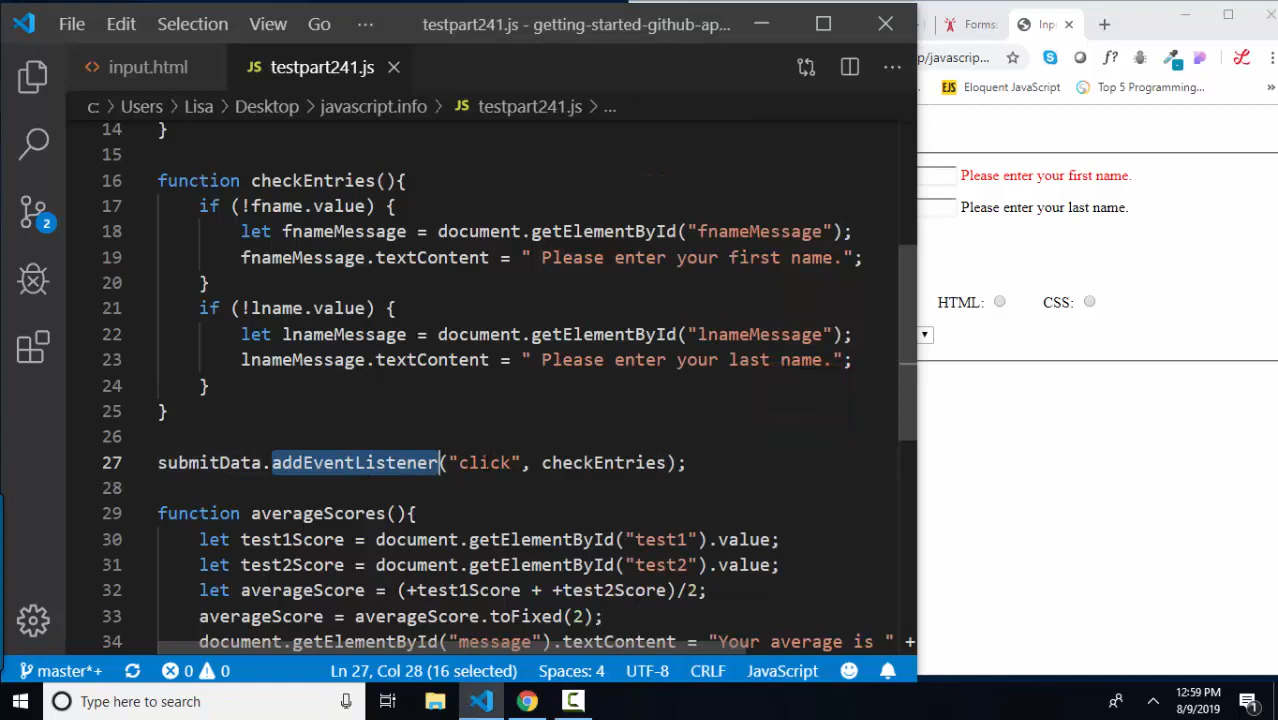 File Edit Selection View Go ··· testpart241.js - getting-started-github-ap...
Forms: Inp
input.html JS testpart241.js
p/javascrip... f?
EJS Eloquent JavaScript Top 5 Programming... »
C: > Users > Lisa > Desktop > javascript.info > JS testpart241.js > ...
14 }
15
16 function checkEntries(){
17 if (!fname.value) {
18 let fnameMessage = document.getElementById("fnameMessage");
19 fnameMessage.textContent = " Please enter your first name.";
20 }
21 if (!lname.value) {
22 let lnameMessage = document.getElementById("lnameMessage");
23 lnameMessage.textContent = " Please enter your last name.";
24 }
25 }
26
27 submitData.addEventListener("click", checkEntries);
28
29 function averageScores(){
30 let test1Score = document.getElementById("test1").value;
31 let test2Score = document.getElementById("test2").value;
32 let averageScore = (+test1Score + +test2Score)/2;
33 averageScore = averageScore.toFixed(2);
34 document.getElementById("message").textContent = "Your average is " +
Please enter your first name.
Please enter your last name.
HTML: CSS:
2
master*+ 0 0 Ln 27, Col 28 (16 selected) Spaces: 4 UTF-8 CRLF JavaScript
Type here to search
12:59 PM
8/9/2019
1